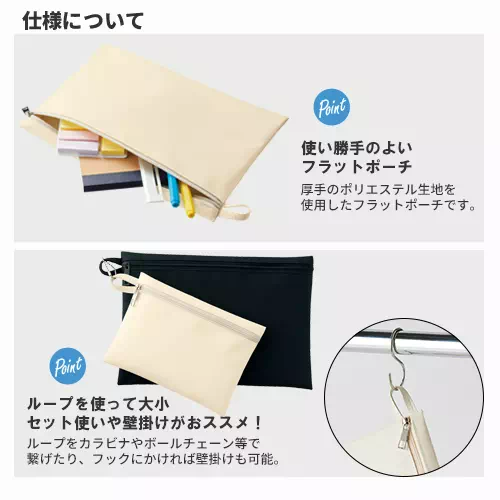 仕様について
Point
使い勝手のよい
フラットポーチ
厚手のポリエステル生地を
使用したフラットポーチです。
Point
ループを使って大小
セット使いや壁掛けがおススメ！
ループをカラビナやボールチェーン等で
繋げたり、フックにかければ壁掛けも可能。